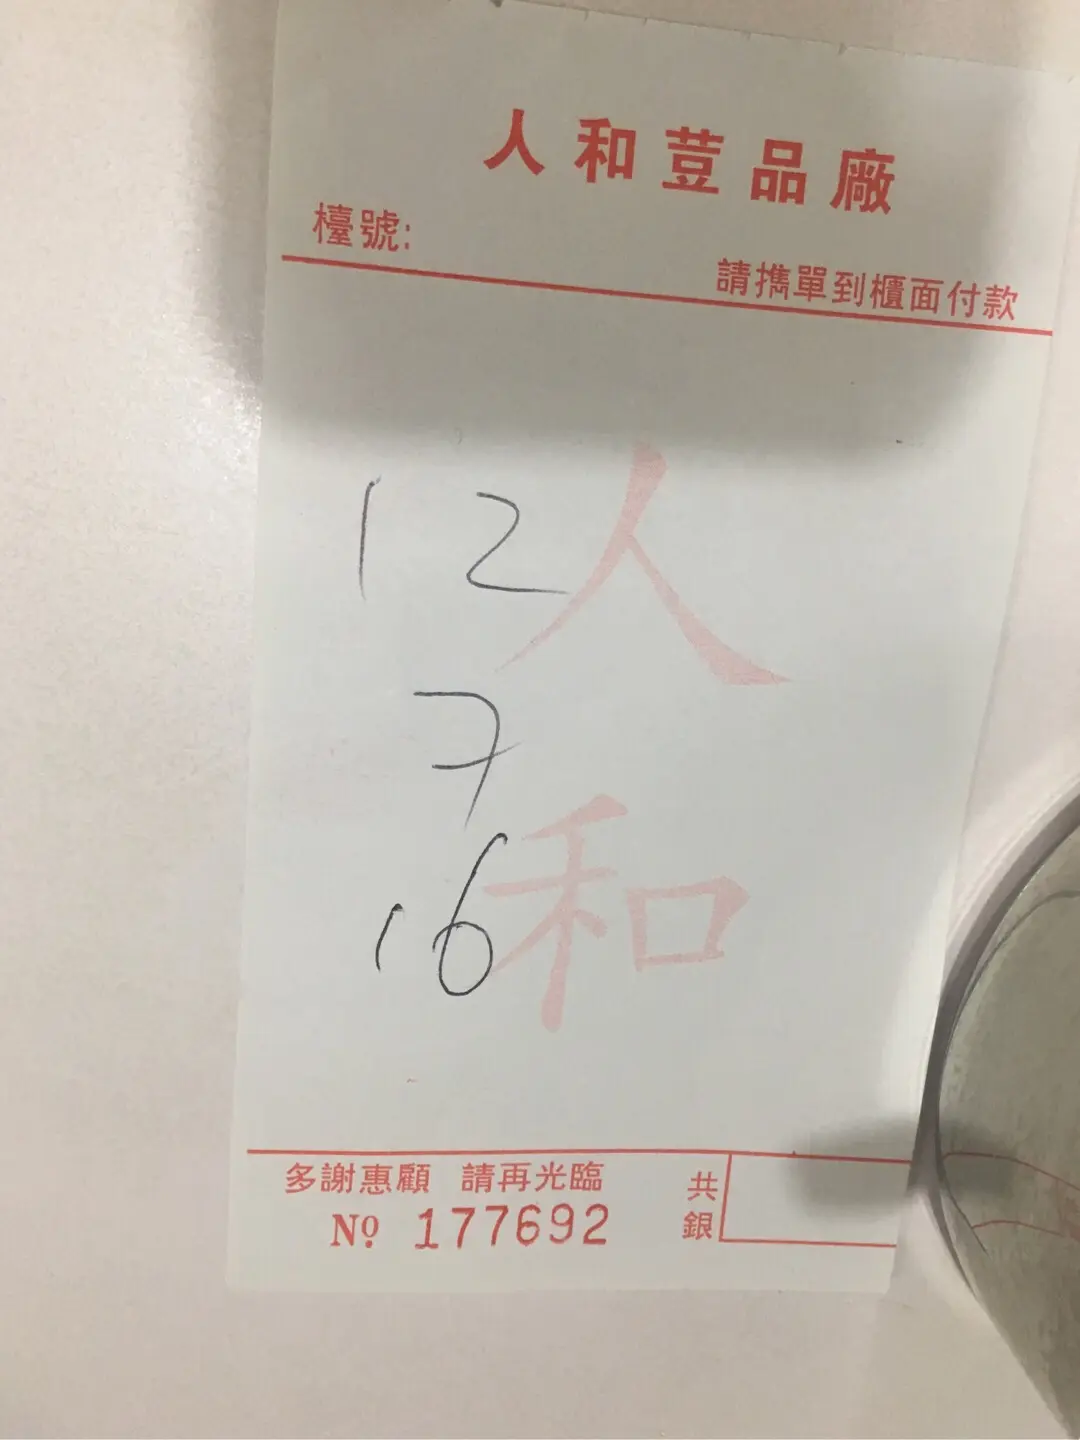 人和荳品廠
檯號:
請携單到櫃面付款
12
人
7
和
16
多謝惠顧 請再光臨
共銀
Nº 177692